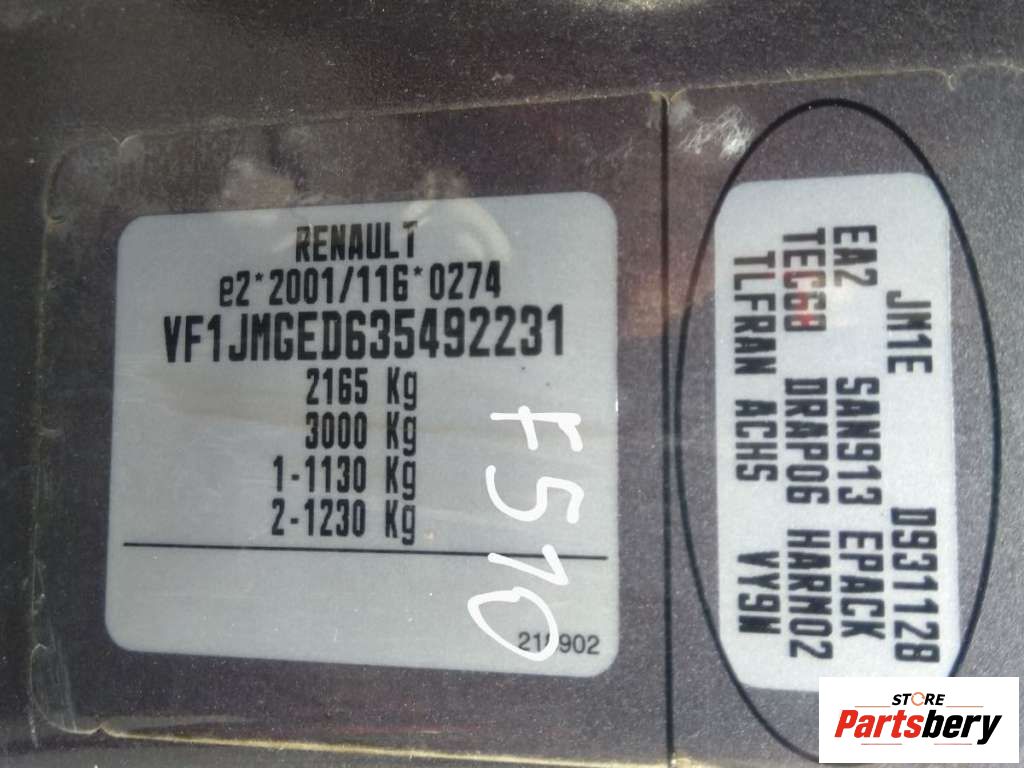 RENAULT
e2*2001/116*0274
VF1JMGED635492231
2165 Kg
3000 Kg
1-1130 Kg
2-1230 Kg
F510
JM1E D931128
EA2 SAN913 EPACK
TEC68 DRAP06 HARM02
TLFRAN ACHS VY9W
STORE
Partsbery